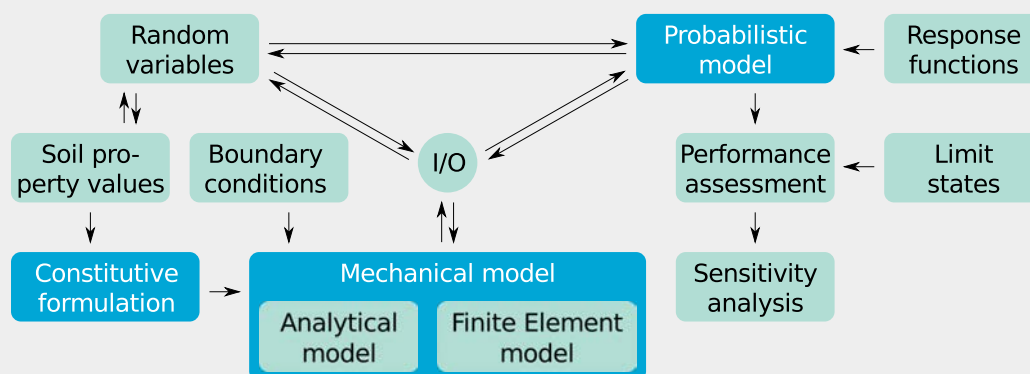 Random
variables
Probabilistic
model
Response
functions
Soil pro-
perty values
Boundary
conditions
I/O
Performance
assessment
Limit
states
Constitutive
formulation
Mechanical model
Analytical
model
Finite Element
model
Sensitivity
analysis